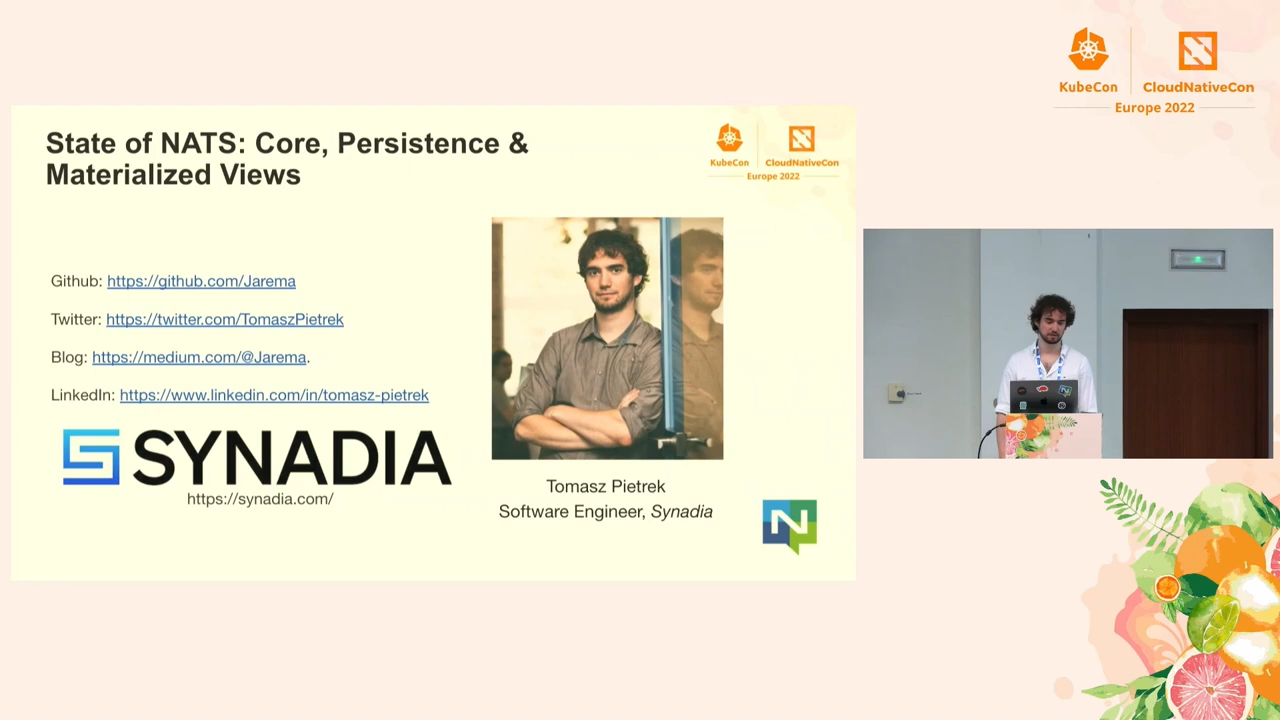 State of NATS: Core, Persistence &
Materialized Views
KubeCon
CloudNativeCon
Europe 2022
Github: https://github.com/Jarema
Twitter: https://twitter.com/TomaszPietrek
Blog: https://medium.com/@Jarema.
LinkedIn: https://www.linkedin.com/in/tomasz-pietrek
SYNADIA
https://synadia.com/
Tomasz Pietrek
Software Engineer, Synadia
N
KubeCon
CloudNativeCon
Europe 2022